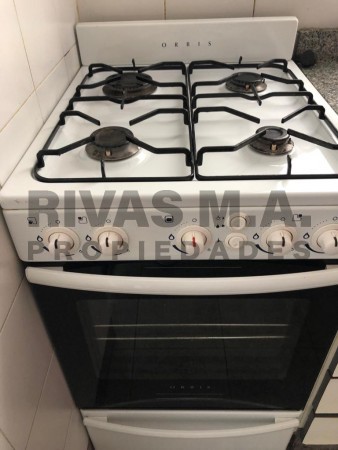 ORBIS
RIVAS M.A.
PROPIEDADES
ORBIS